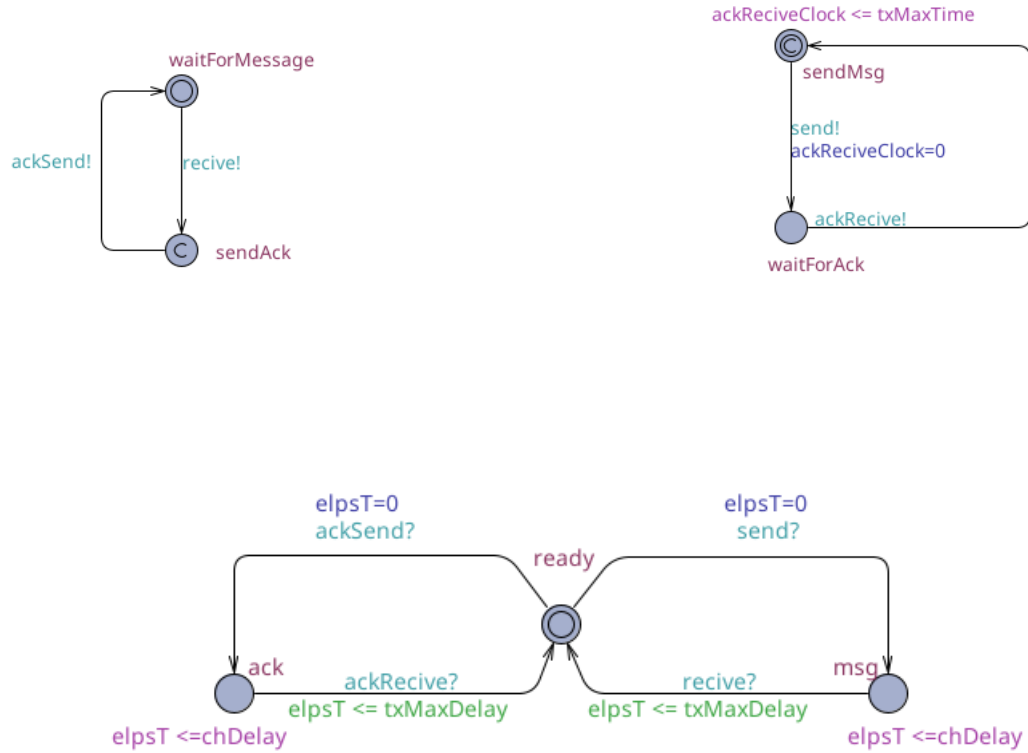 ackReciveClock <= txMaxTime
waitForMessage
C
sendMsg
send!
ackSend!
recive!
ackReciveClock=0
ackRecive!
C
sendAck
waitForAck
elpsT=0
elpsT=0
ackSend?
send?
ready
ack
msg
ackRecive?
recive?
elpsT <= txMaxDelay
elpsT <= txMaxDelay
elpsT <=chDelay
elpsT <=chDelay